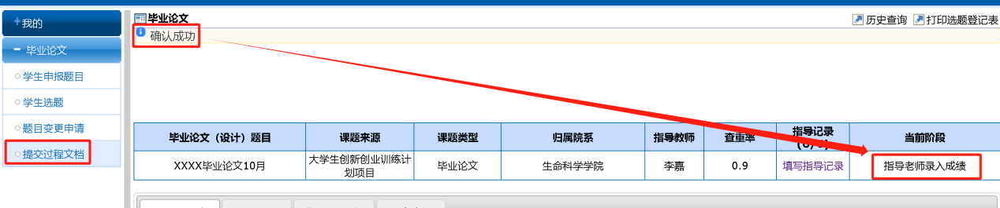 我的
毕业论文
学生申报题目
学生选题
题目变更申请
提交过程文档
毕业论文
历史查询 打印选题登记表
确认成功
毕业论文（设计）题目 课题来源 课题类型 归属院系 指导教师 查重率 指导记录 当前阶段
XXXX毕业论文10月 大学生创新创业训练计 毕业论文 生命科学学院 李嘉 0.9 填写指导记录 指导老师录入成绩
划项目